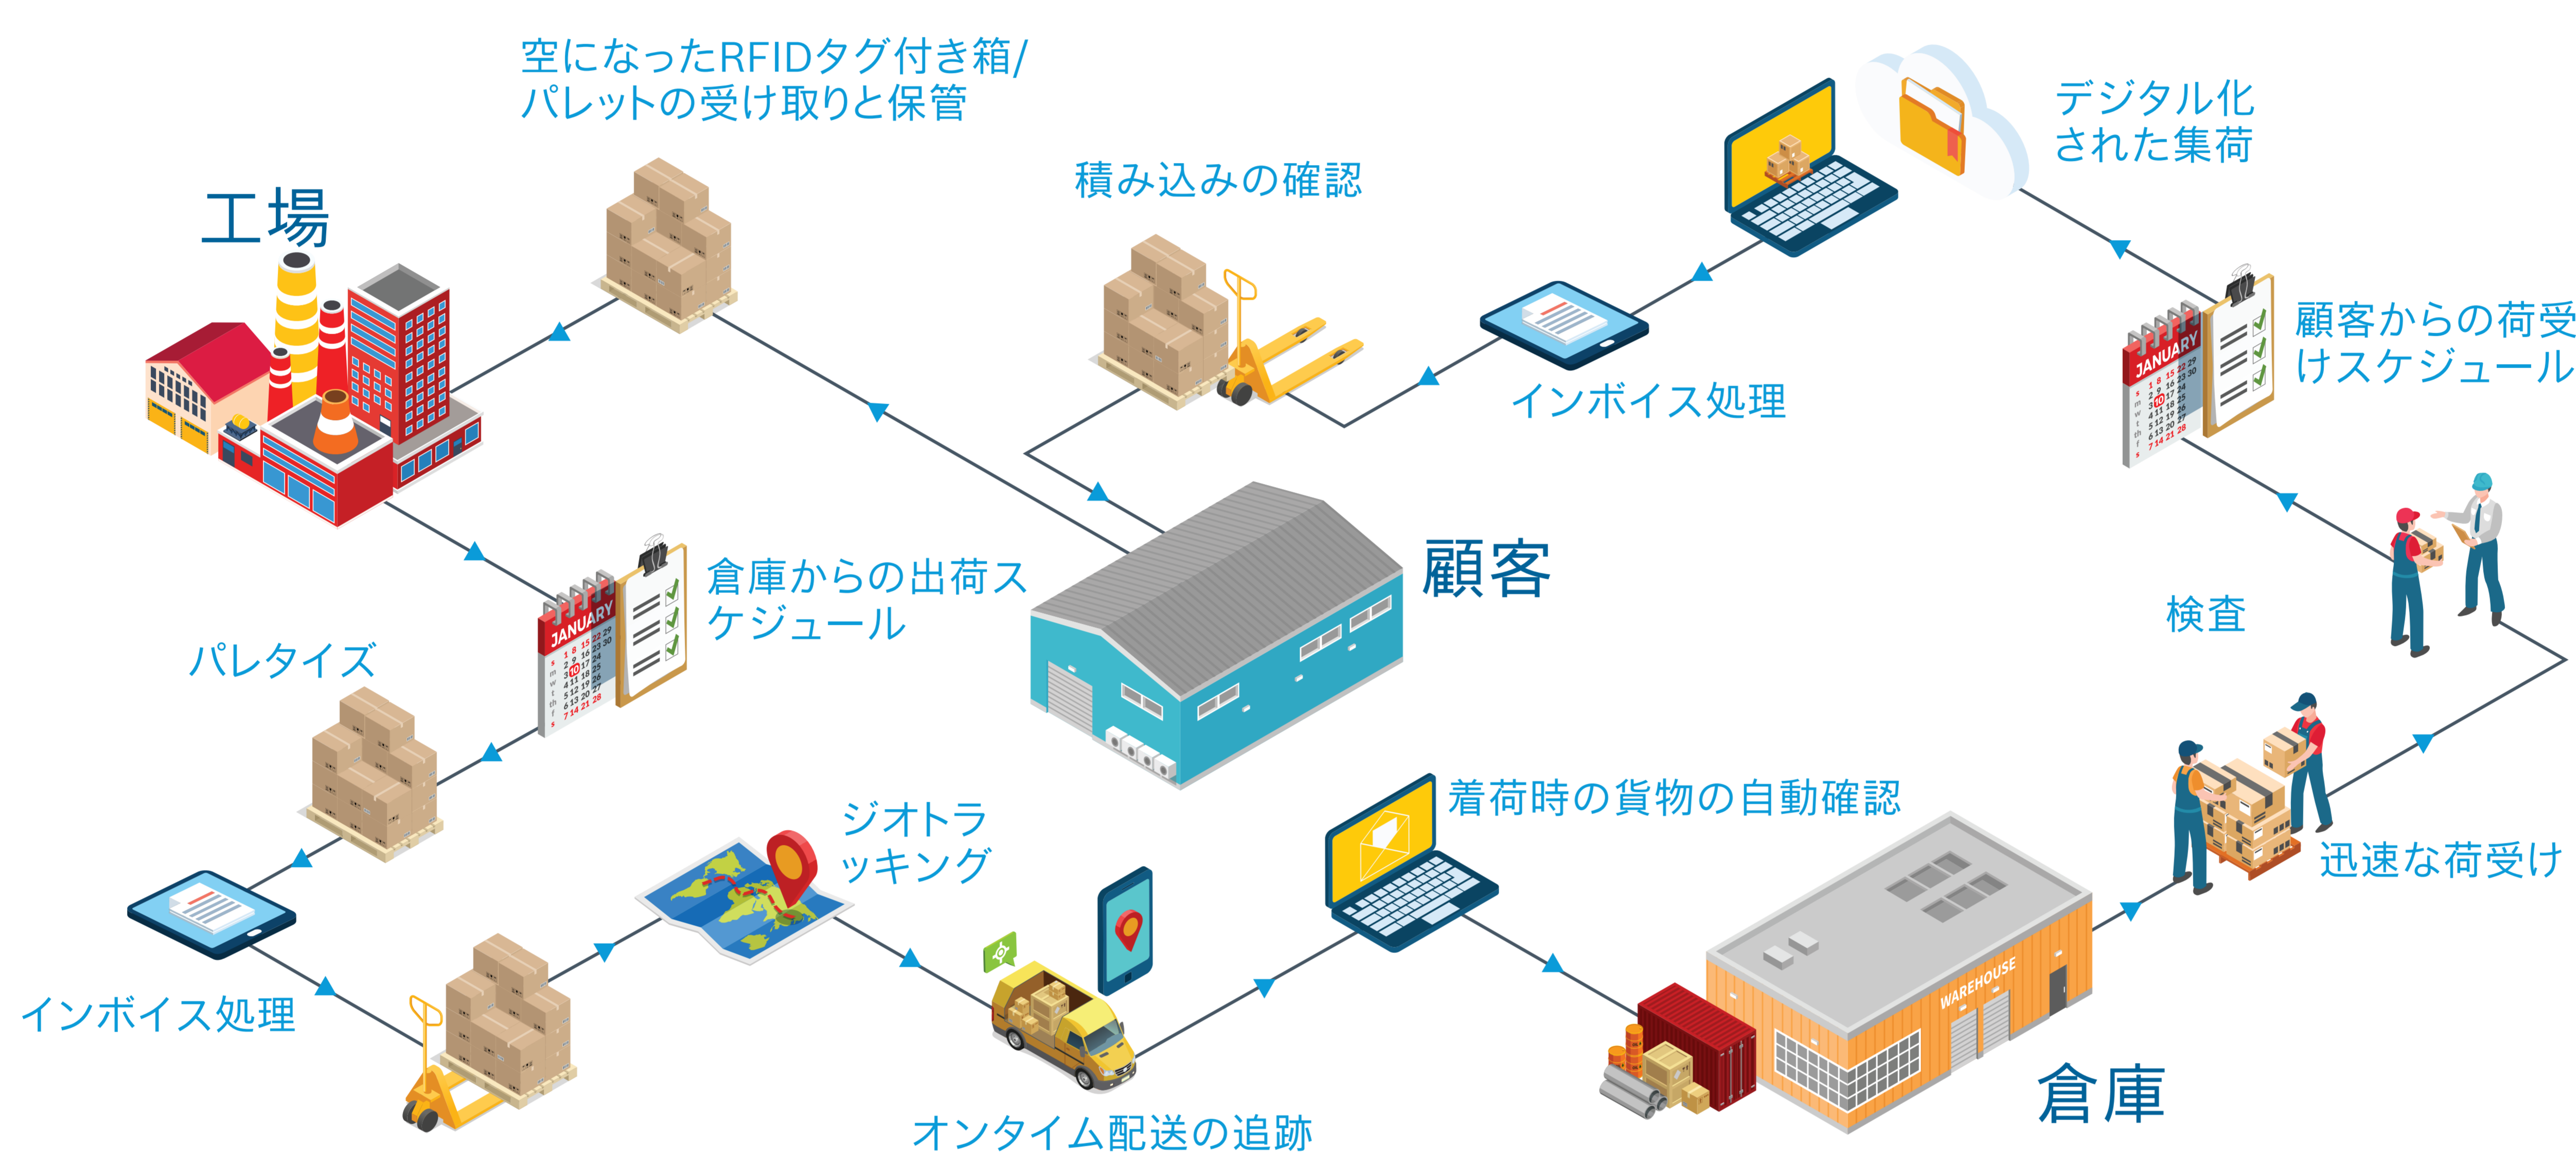 空になったRFIDタグ付き箱/
パレットの受け取りと保管
デジタル化
された集荷
積み込みの確認
工場
顧客からの荷受
けスケジュール
JANUARY
インボイス処理
顧客
倉庫からの出荷ス
ケジュール
JANUARY
検査
パレタイズ
着荷時の貨物の自動確認
ジオトラ
ッキング
迅速な荷受け
WAREHOUSE
インボイス処理
倉庫
オンタイム配送の追跡